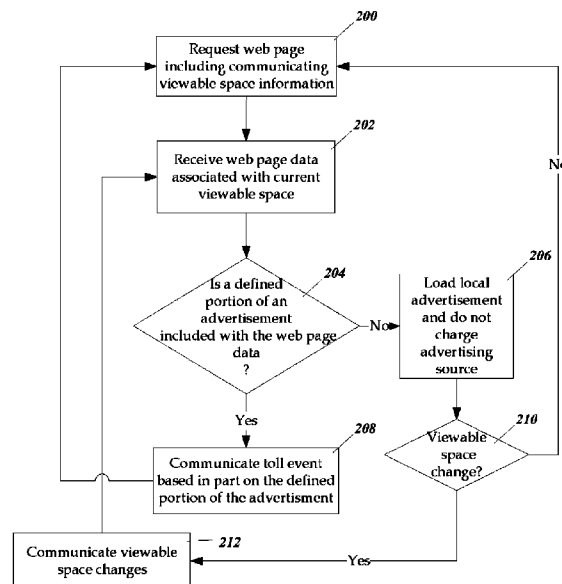 200
Request web page
including communicating
viewable space information
202
Receive web page data
associated with current
viewable space
204
Is a defined
portion of an
advertisement
included with the web page
data
?
No
206
Load local
advertisement
and do not
charge
advertising
source
Yes
208
Communicate toll event
based in part on the defined
portion of the advertisment
210
Viewable
space
change?
No
Yes
212
Communicate viewable
space changes